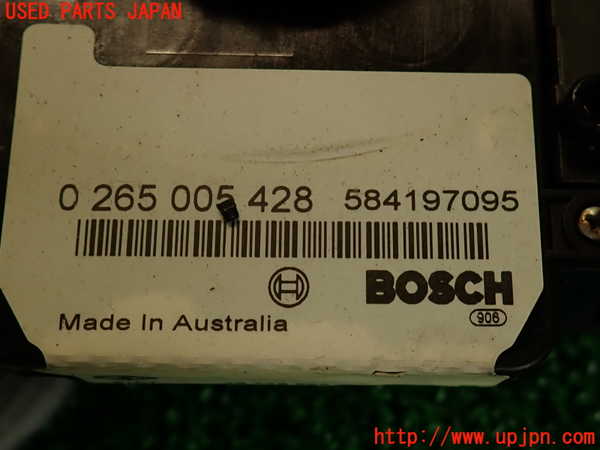 USED PARTS JAPAN
0 265 005 428 584197095
BOSCH
906
Made In Australia
http://www.upjpn.com/